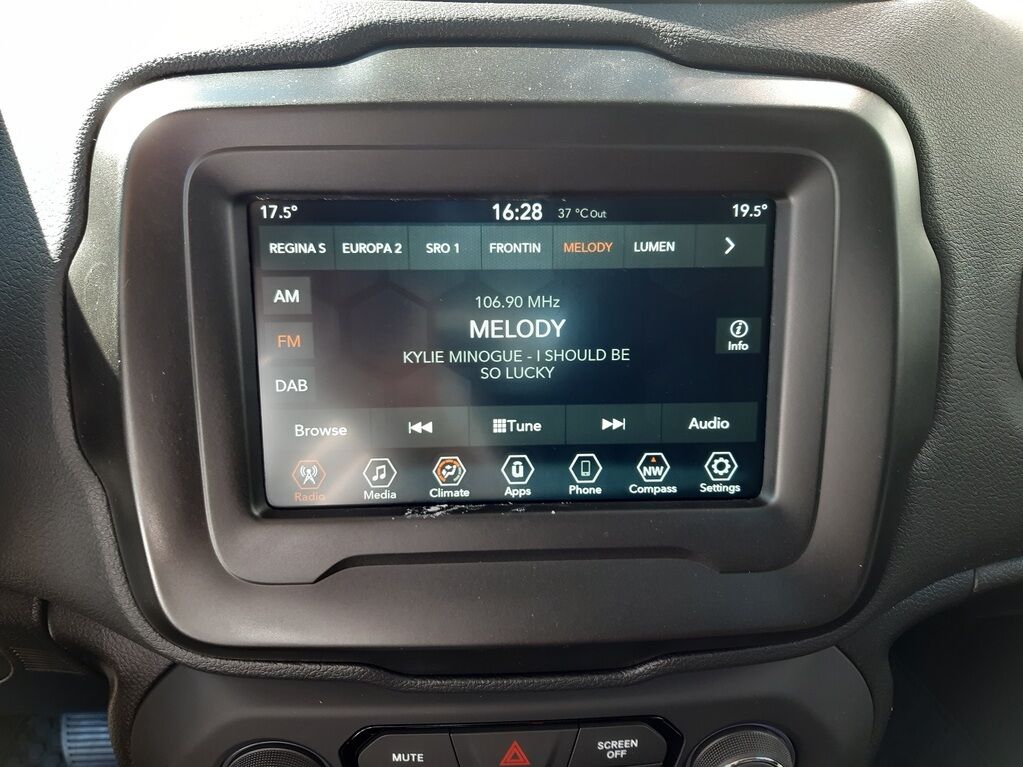 17.5° 16:28 37 °C Out 19.5°
REGINA S EUROPA 2 SRO 1 FRONTIN MELODY LUMEN
AM
106.90 MHz
MELODY
FM
Info
KYLIE MINOGUE - I SHOULD BE
SO LUCKY
DAB
Browse Tune Audio
Radio Media Climate Apps Phone NW Compass Settings
MUTE SCREEN
OFF